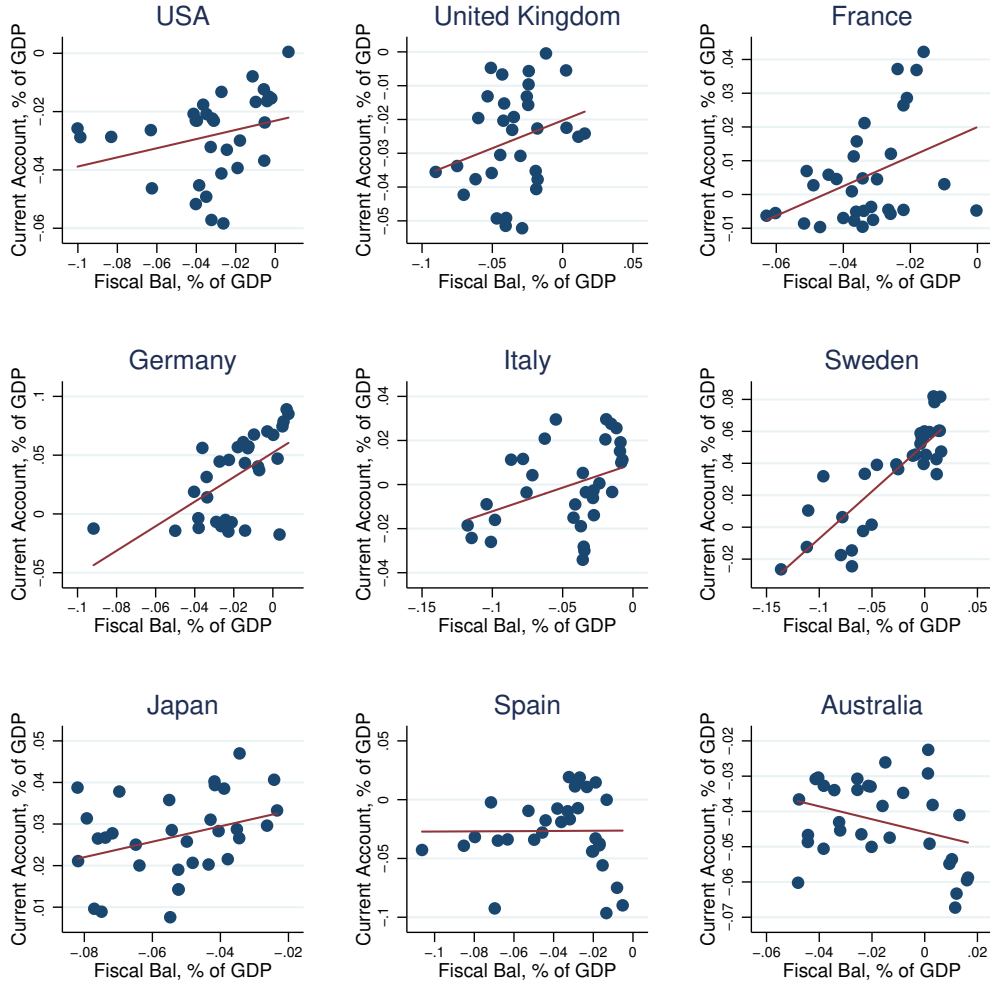 USA
Current Account, % of GDP
0
−.02
−.04
−.06
−.1 −.08 −.06 −.04 −.02 0
Fiscal Bal, % of GDP
United Kingdom
Current Account, % of GDP
0
−.01
−.02
−.03
−.04
−.05
−.1 −.05 0 .05
Fiscal Bal, % of GDP
France
Current Account, % of GDP
.04
.03
.02
.01
0
−.01
−.06 −.04 −.02 0
Fiscal Bal, % of GDP
Germany
Current Account, % of GDP
.1
.05
0
−.05
−.1 −.08 −.06 −.04 −.02 0
Fiscal Bal, % of GDP
Italy
Current Account, % of GDP
.04
.02
0
−.02
−.04
−.15 −.1 −.05 0
Fiscal Bal, % of GDP
Sweden
Current Account, % of GDP
.08
.06
.04
.02
0
−.02
−.15 −.1 −.05 0 .05
Fiscal Bal, % of GDP
Japan
Current Account, % of GDP
.05
.04
.03
.02
.01
−.08 −.06 −.04 −.02
Fiscal Bal, % of GDP
Spain
Current Account, % of GDP
.05
0
−.05
−.1
−.1 −.08 −.06 −.04 −.02 0
Fiscal Bal, % of GDP
Australia
Current Account, % of GDP
−.02
−.03
−.04
−.05
−.06
−.07
−.06 −.04 −.02 0 .02
Fiscal Bal, % of GDP